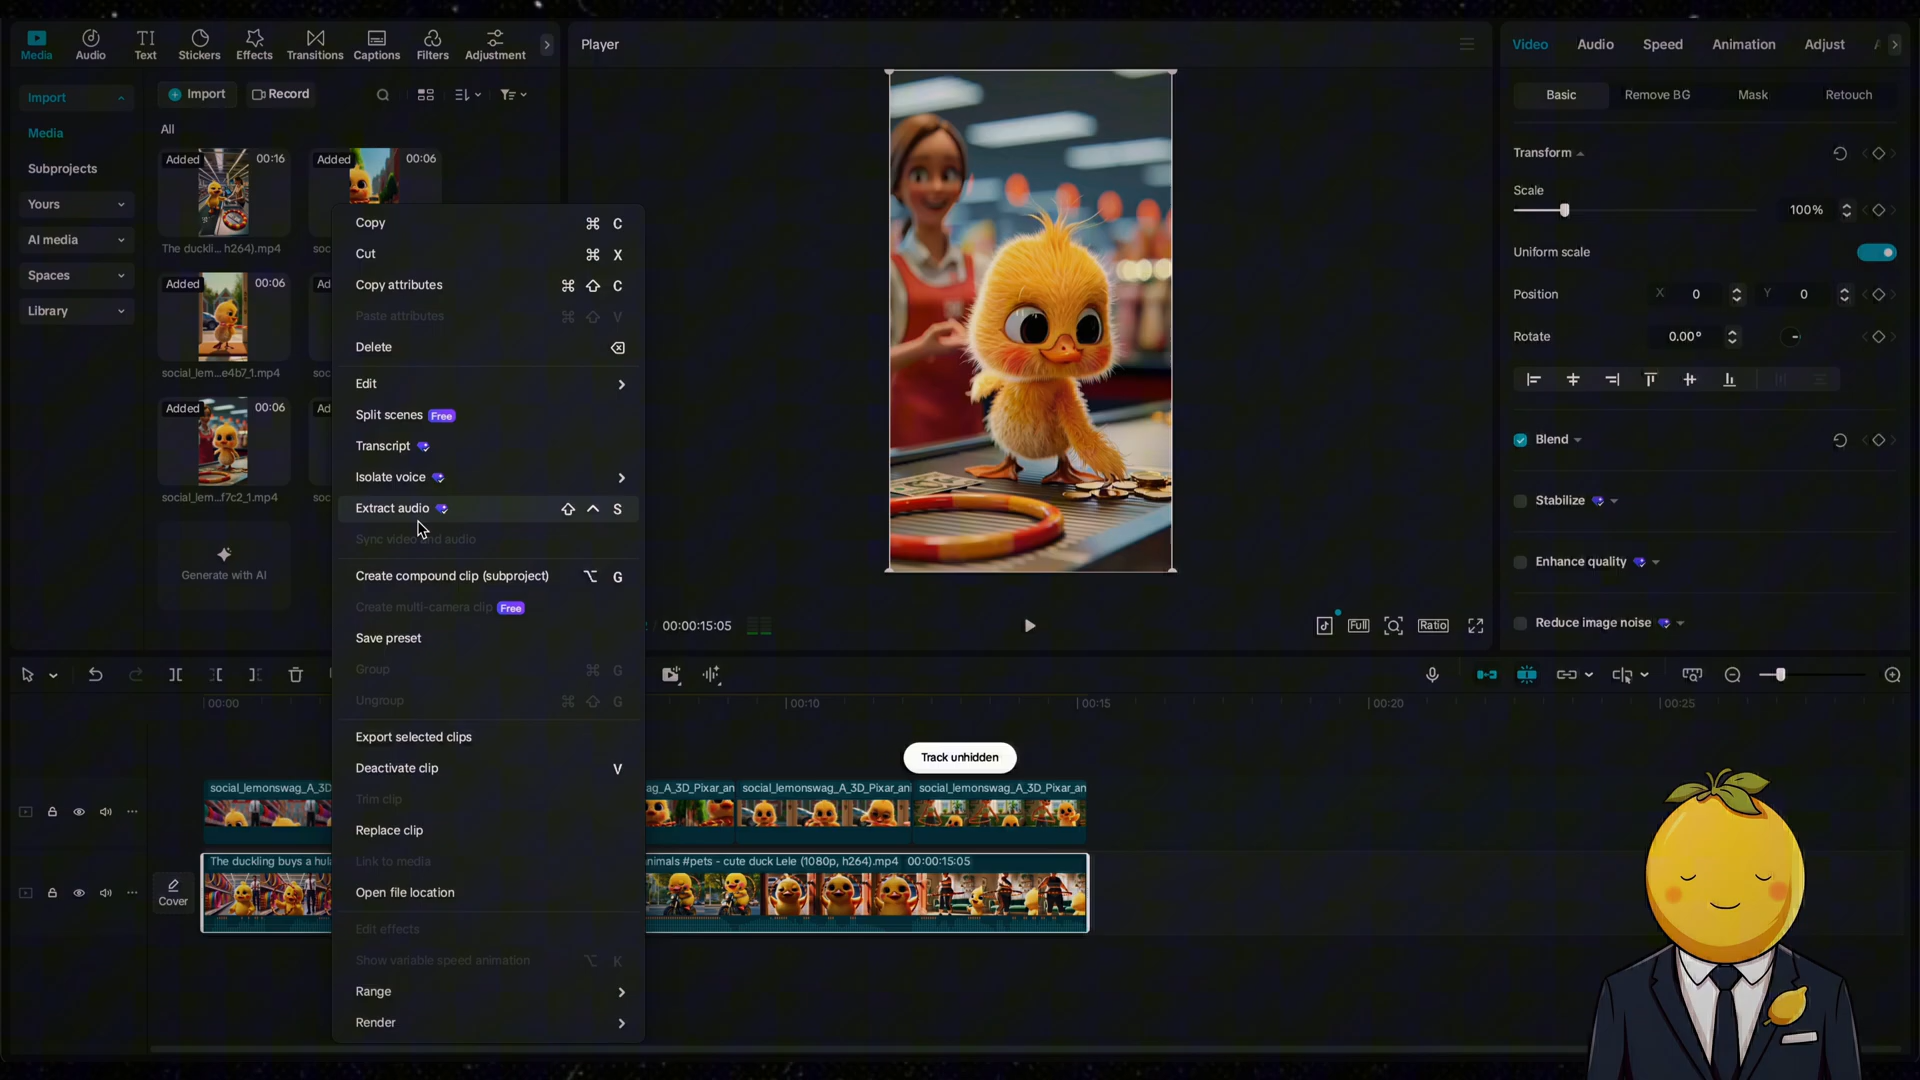 Media
Audio
Text
Stickers
Effects
Transitions
Captions
Filters
Adjustment
Import
Media
Subprojects
Yours
AI media
Spaces
Library
Import
Record
All
Added 00:16
The duckli... h264).mp4
Added 00:06
soc
Added 00:06
social_lem...e4b7_1.mp4
Ad
soc
Added 00:06
social_lem...f7c2_1.mp4
Ad
soc
Generate with AI
Copy ⌘ C
Cut ⌘ X
Copy attributes ⌘ ⇧ C
Paste attributes ⌘ ⇧ V
Delete
Edit
Split scenes Free
Transcript
Isolate voice
Extract audio ⇧ ^ S
Sync video and audio
Create compound clip (subproject) ⌥ G
Create multi-camera clip Free
Save preset
Group ⌘ G
Ungroup ⌘ ⇧ G
Export selected clips
Deactivate clip V
Trim clip
Replace clip
Link to media
Open file location
Edit effects
Show variable speed animation ⌥ K
Range
Render
Player
00:00:15:05
Full
Ratio
Video
Audio
Speed
Animation
Adjust
Basic
Remove BG
Mask
Retouch
Transform
Scale
100%
Uniform scale
Position X 0 Y 0
Rotate 0.00°
Blend
Stabilize
Enhance quality
Reduce image noise
00:00
00:10
00:15
00:20
00:25
Track unhidden
social_lemonswag_A_3D
ag_A_3D_Pixar_an
social_lemonswag_A_3D_Pixar_ani
social_lemonswag_A_3D_Pixar_an
Cover
The duckling buys a hula
nimals #pets - cute duck Lele (1080p, h264).mp4 00:00:15:05